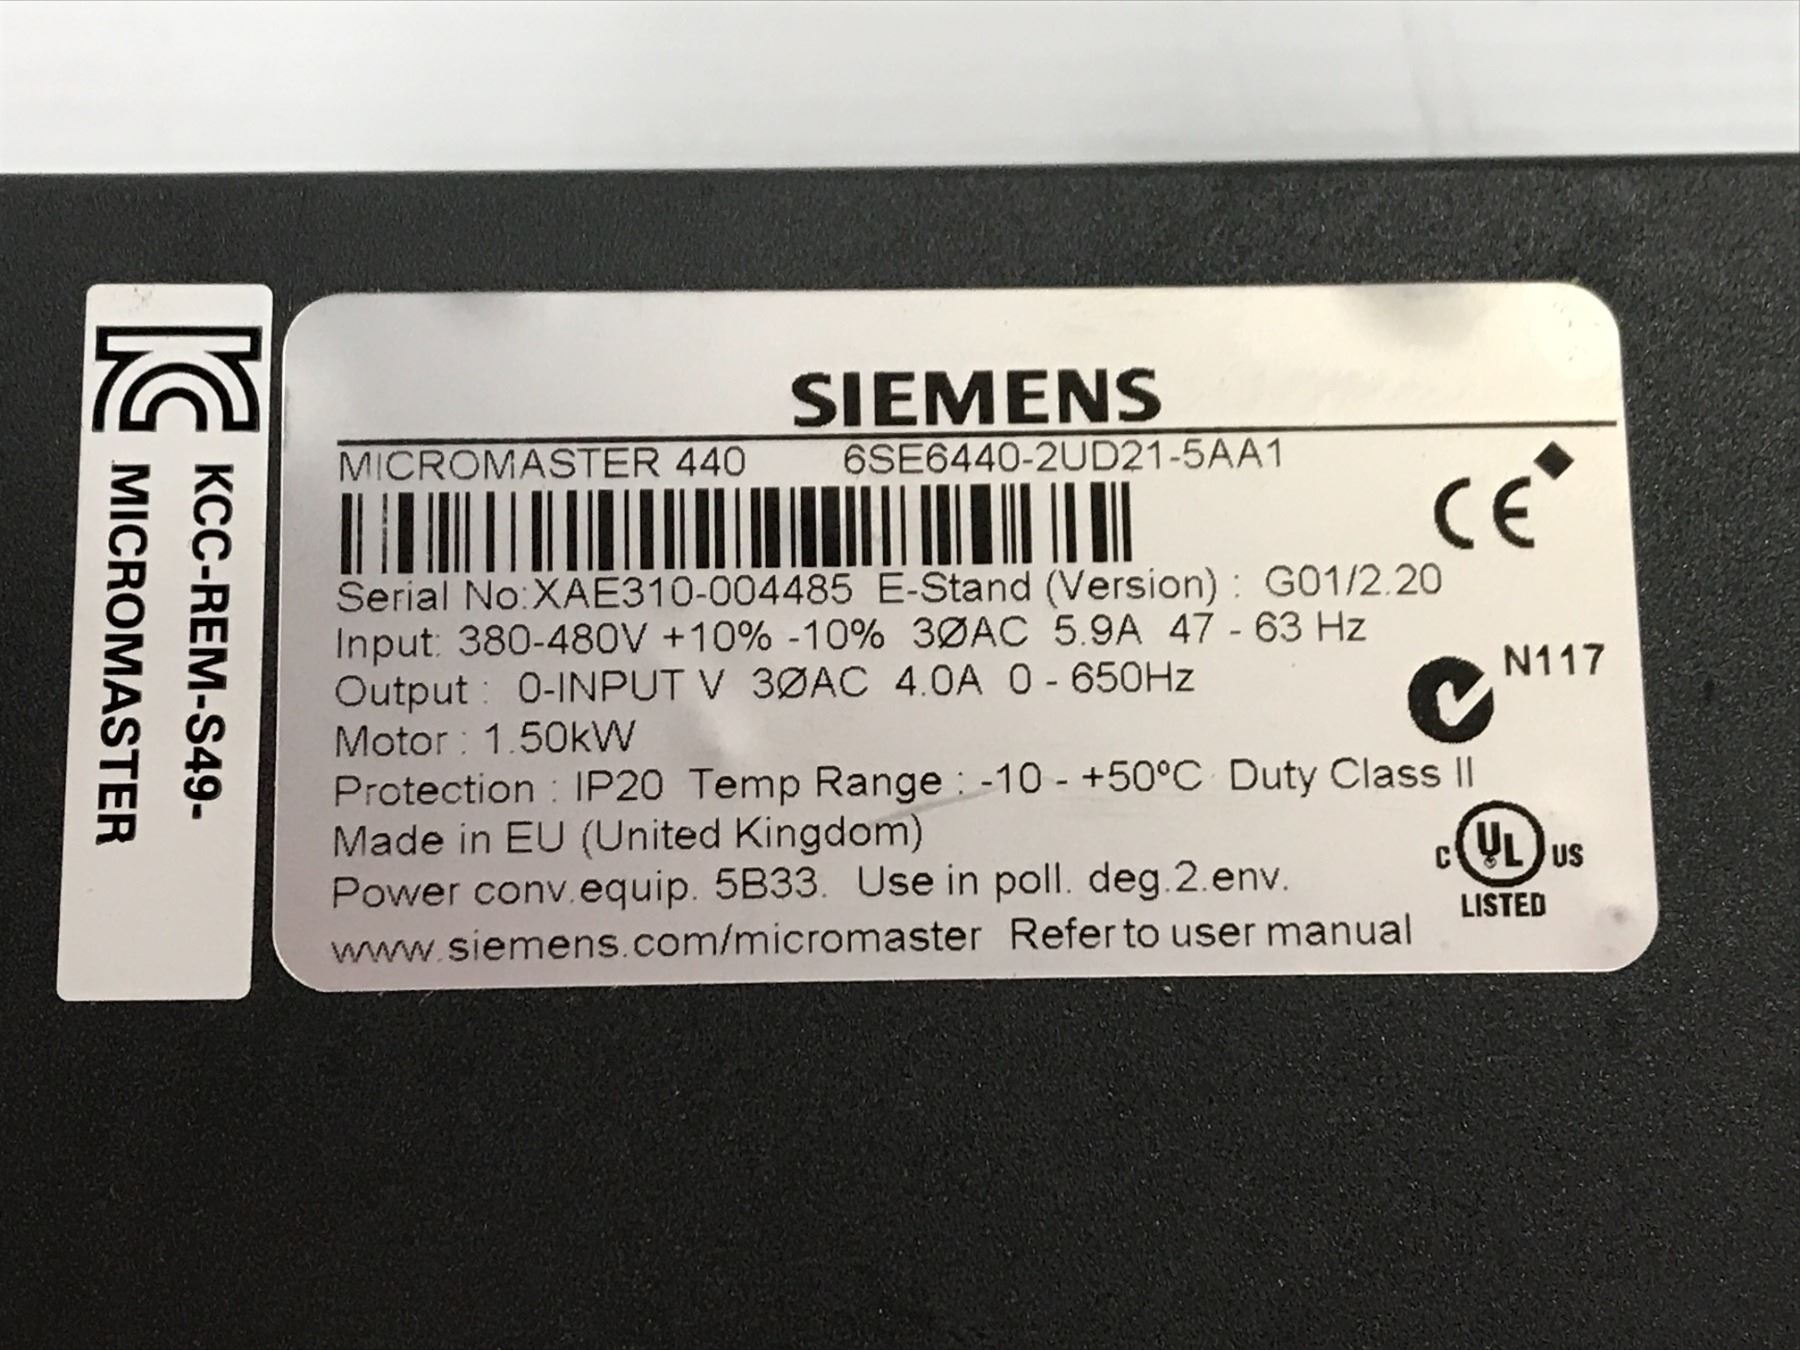 SIEMENS
MICROMASTER 440 6SE6440-2UD21-5AA1
CE
Serial No:XAE310-004485 E-Stand (Version) : G01/2.20
Input: 380-480V +10% -10% 3ØAC 5.9A 47 - 63 Hz
N117
Output : 0-INPUT V 3ØAC 4.0A 0 - 650Hz
Motor : 1.50kW
Protection : IP20 Temp Range : -10 - +50ºC Duty Class II
Made in EU (United Kingdom)
C UL US
LISTED
Power conv.equip. 5B33. Use in poll. deg.2.env.
www.siemens.com/micromaster Refer to user manual
KC
KCC-REM-S49-
MICROMASTER